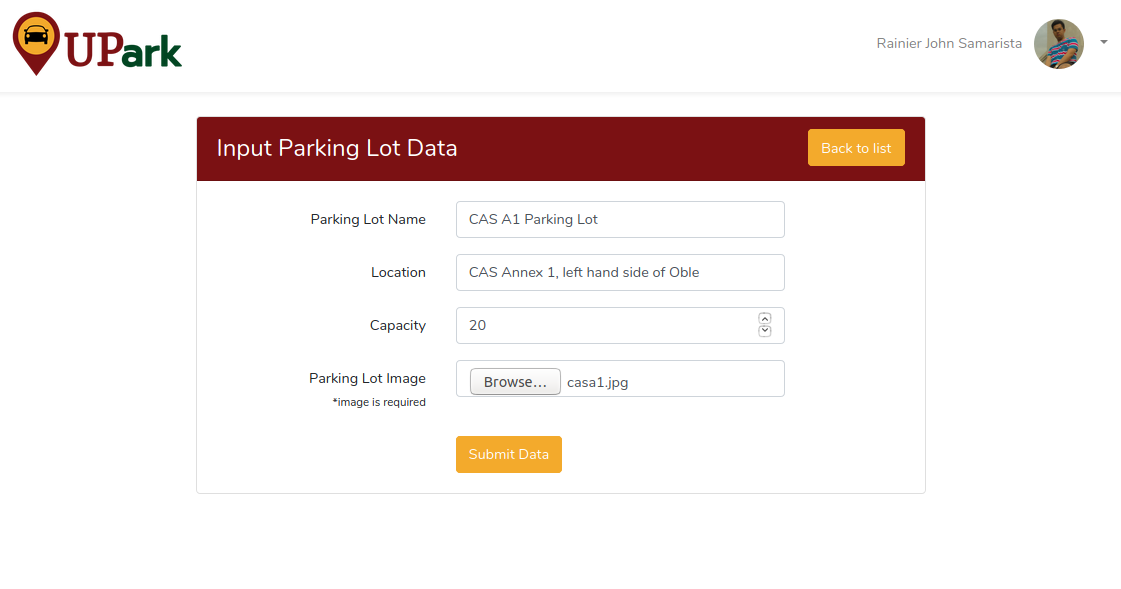 UPark
Rainier John Samarista
Input Parking Lot Data
Back to list
Parking Lot Name
CAS A1 Parking Lot
Location
CAS Annex 1, left hand side of Oble
Capacity
20
Parking Lot Image
Browse... casa1.jpg
*image is required
Submit Data